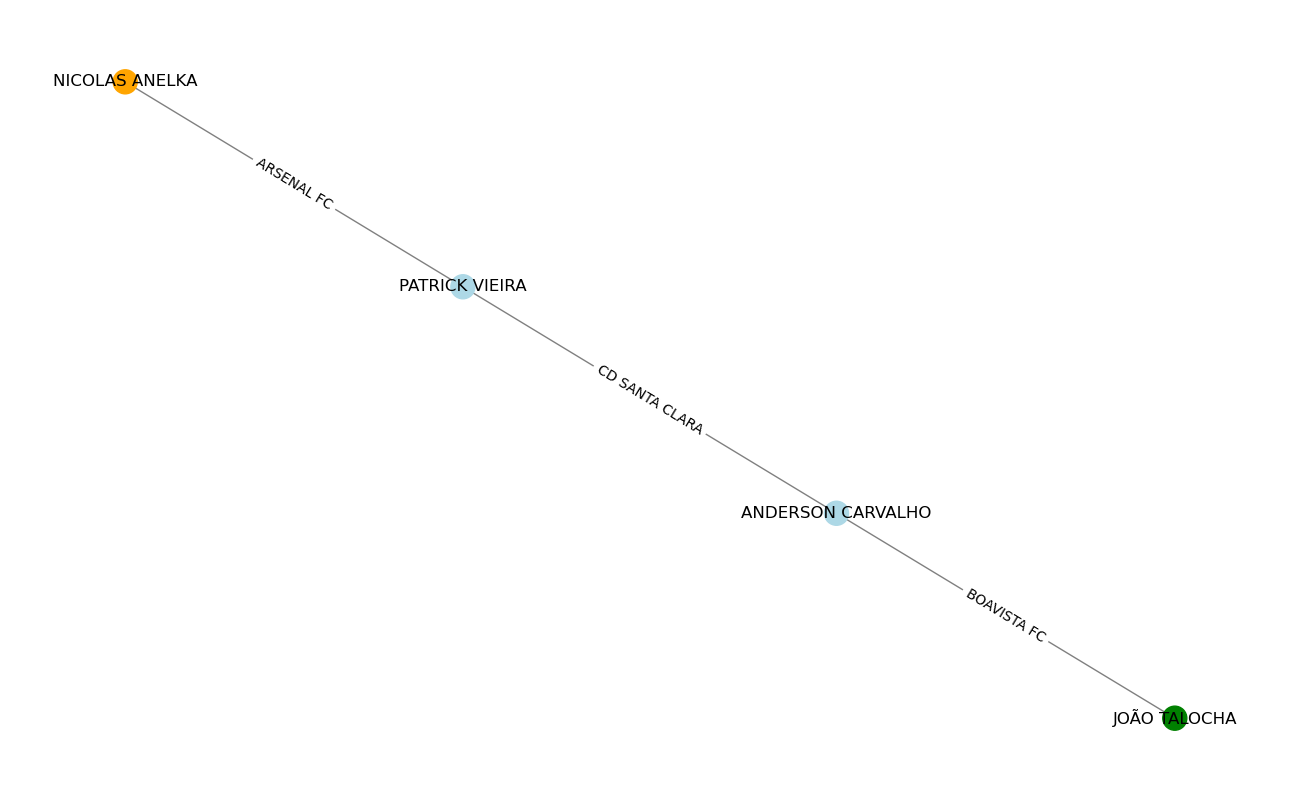 NICOLAS ANELKA
ARSENAL FC
PATRICK VIEIRA
CD SANTA CLARA
ANDERSON CARVALHO
BOAVISTA FC
JOÃO TALOCHA